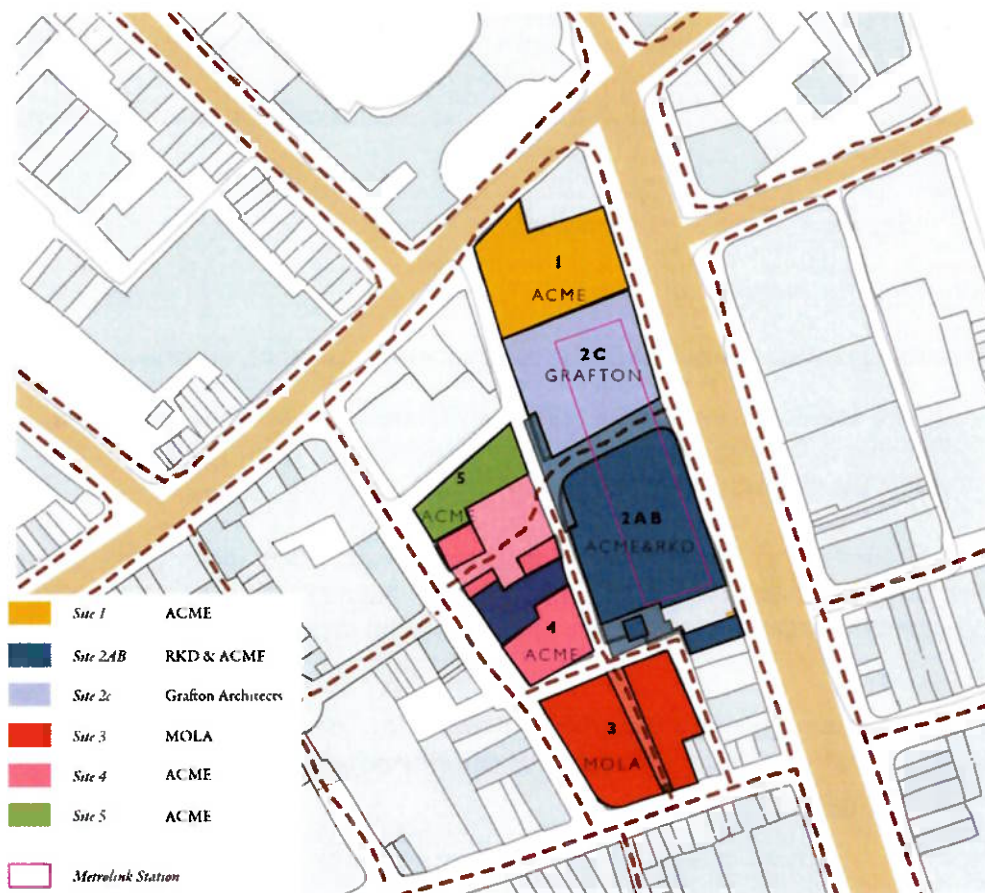 1
ACME
2C
GRAFTON
5
ACME
2AB
ACME&RKD
4
ACME
3
MOLA
Site 1 ACME
Site 2AB RKD & ACME
Site 2c Grafton Architects
Site 3 MOLA
Site 4 ACME
Site 5 ACME
Metrolink Station